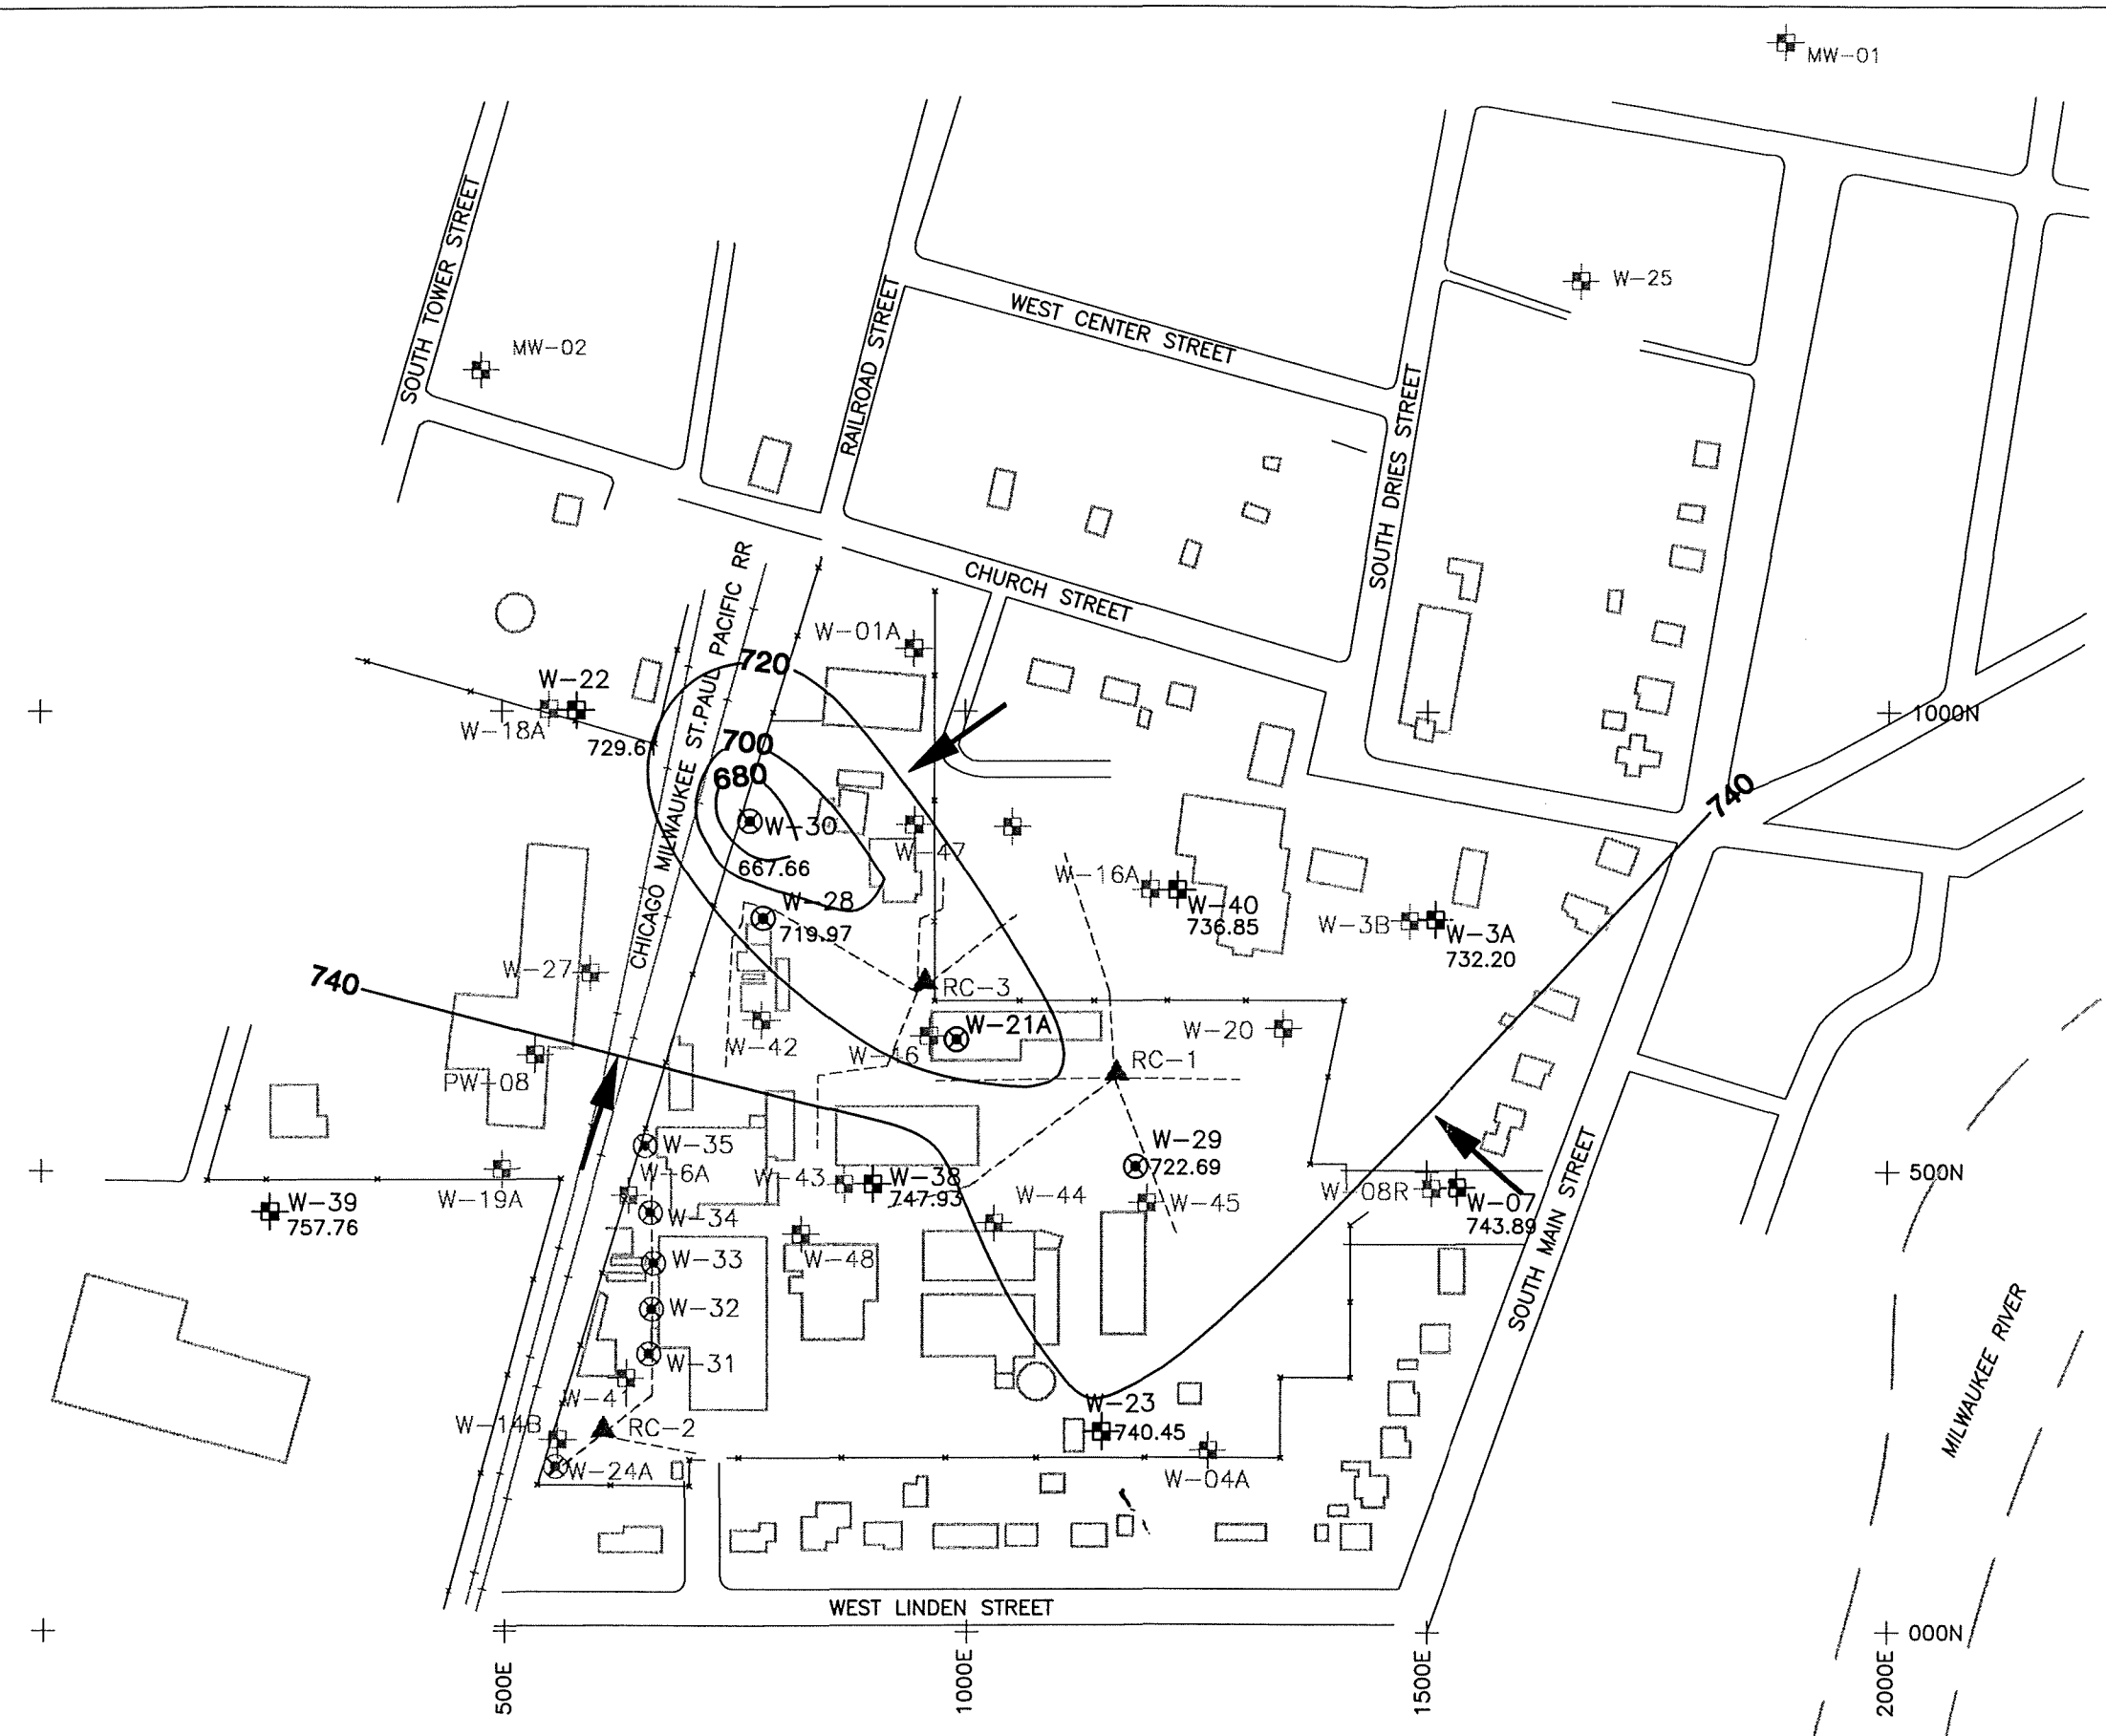 MW-01
SOUTH TOWER STREET
MW-02
RAILROAD STREET
WEST CENTER STREET
W-25
SOUTH DRIES STREET
CHURCH STREET
CHICAGO MILWAUKEE ST.PAUL PACIFIC RR
W-01A
720
W-22
W-18A
729.61
700
680
1000N
740
W-30
667.66
W-47
W-28
719.97
W-16A
W-40
736.85
W-3B
W-3A
732.20
W-27
740
RC-3
W-21A
W-20
W-42
W-46
RC-1
PW-08
W-35
W-6A
W-29
722.69
W-43
W-38
747.93
W-44
W-45
W-08R
W-07
743.89
500N
W-19A
W-39
757.76
W-34
W-33
W-48
W-32
W-31
W-41
SOUTH MAIN STREET
MILWAUKEE RIVER
W-14B
RC-2
W-23
740.45
W-24A
W-04A
WEST LINDEN STREET
000N
500E
1000E
1500E
2000E